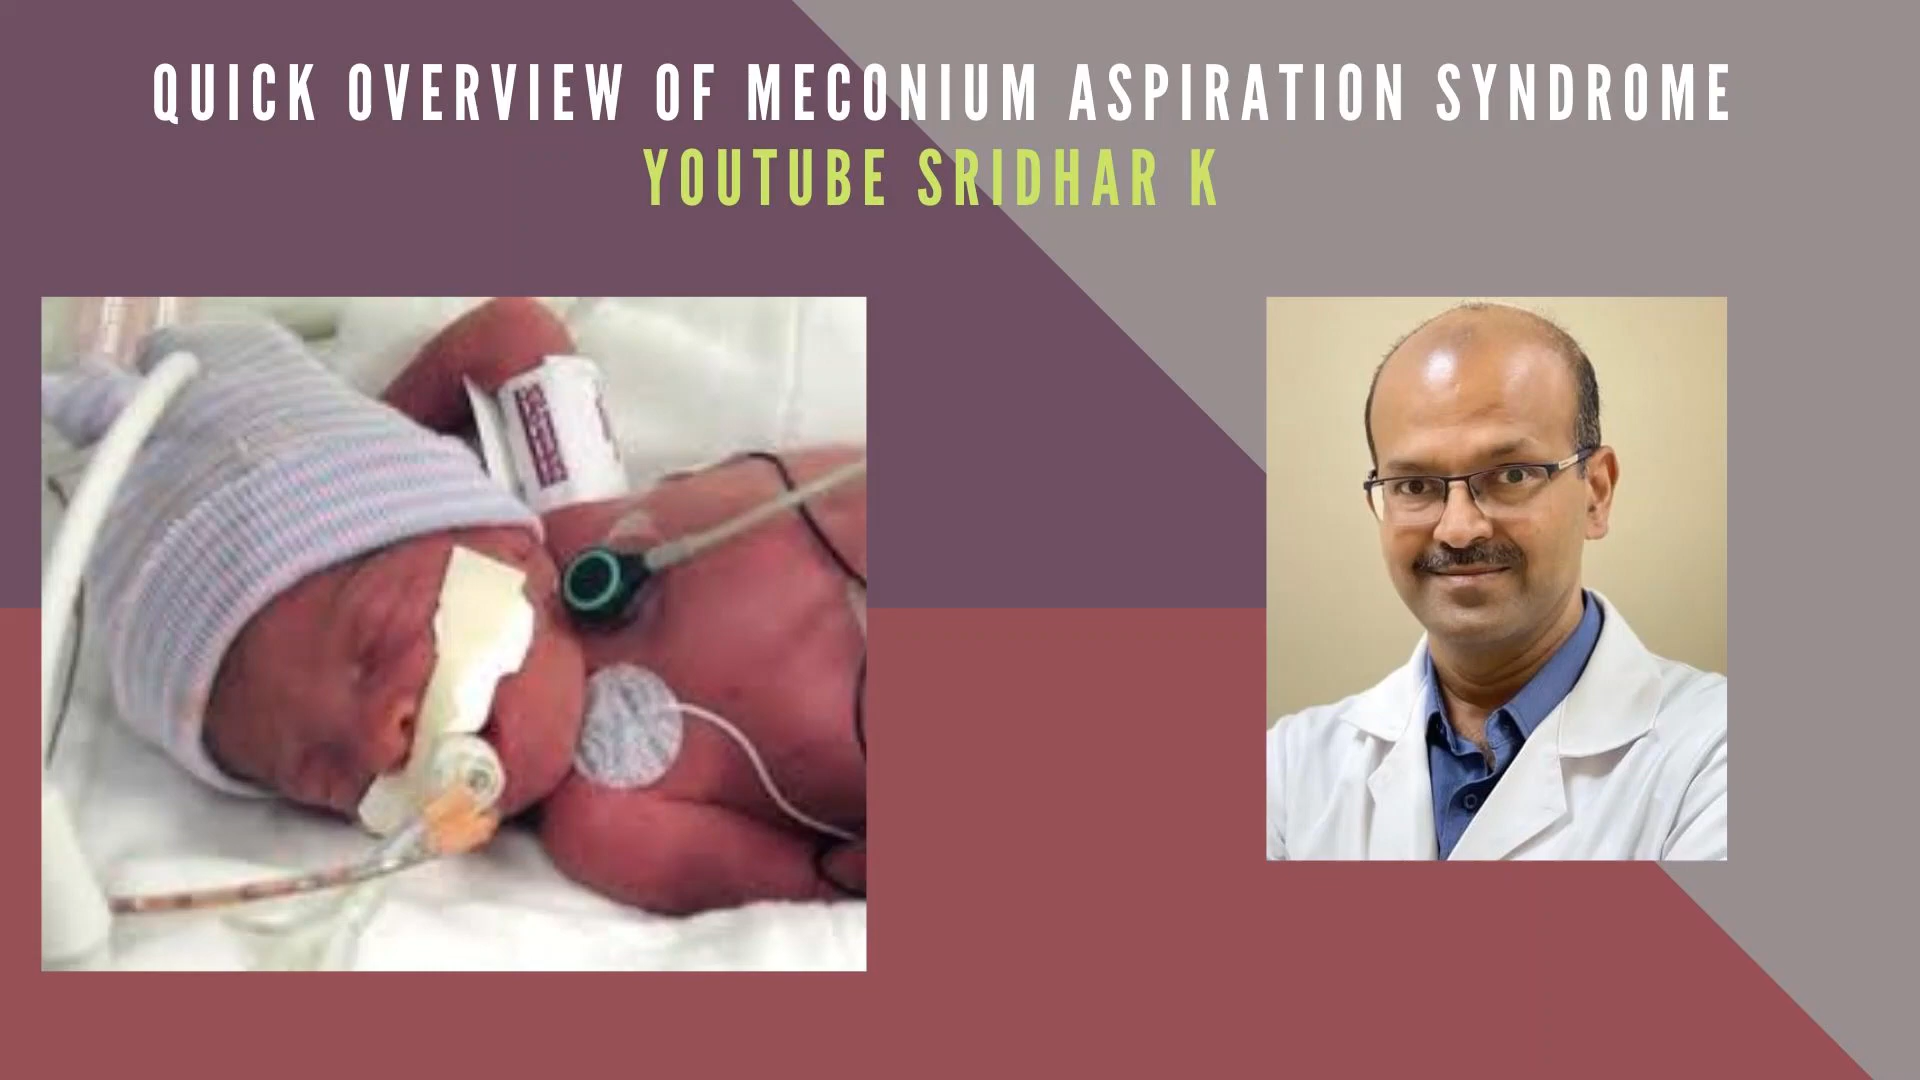 QUICK OVERVIEW OF MECONIUM ASPIRATION SYNDROME
YOUTUBE SRIDHAR K